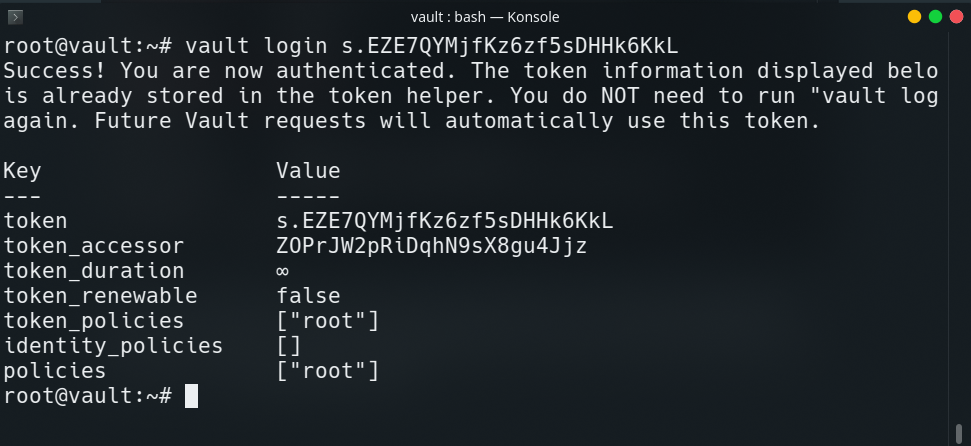 vault : bash — Konsole
root@vault:~# vault login s.EZE7QYMjfKz6zf5sDHHk6KkL
Success! You are now authenticated. The token information displayed belo
is already stored in the token helper. You do NOT need to run "vault log
again. Future Vault requests will automatically use this token.
Key Value
--- -----
token s.EZE7QYMjfKz6zf5sDHHk6KkL
token_accessor ZOPrJW2pRiDqhN9sX8gu4Jjz
token_duration ∞
token_renewable false
token_policies ["root"]
identity_policies []
policies ["root"]
root@vault:~#